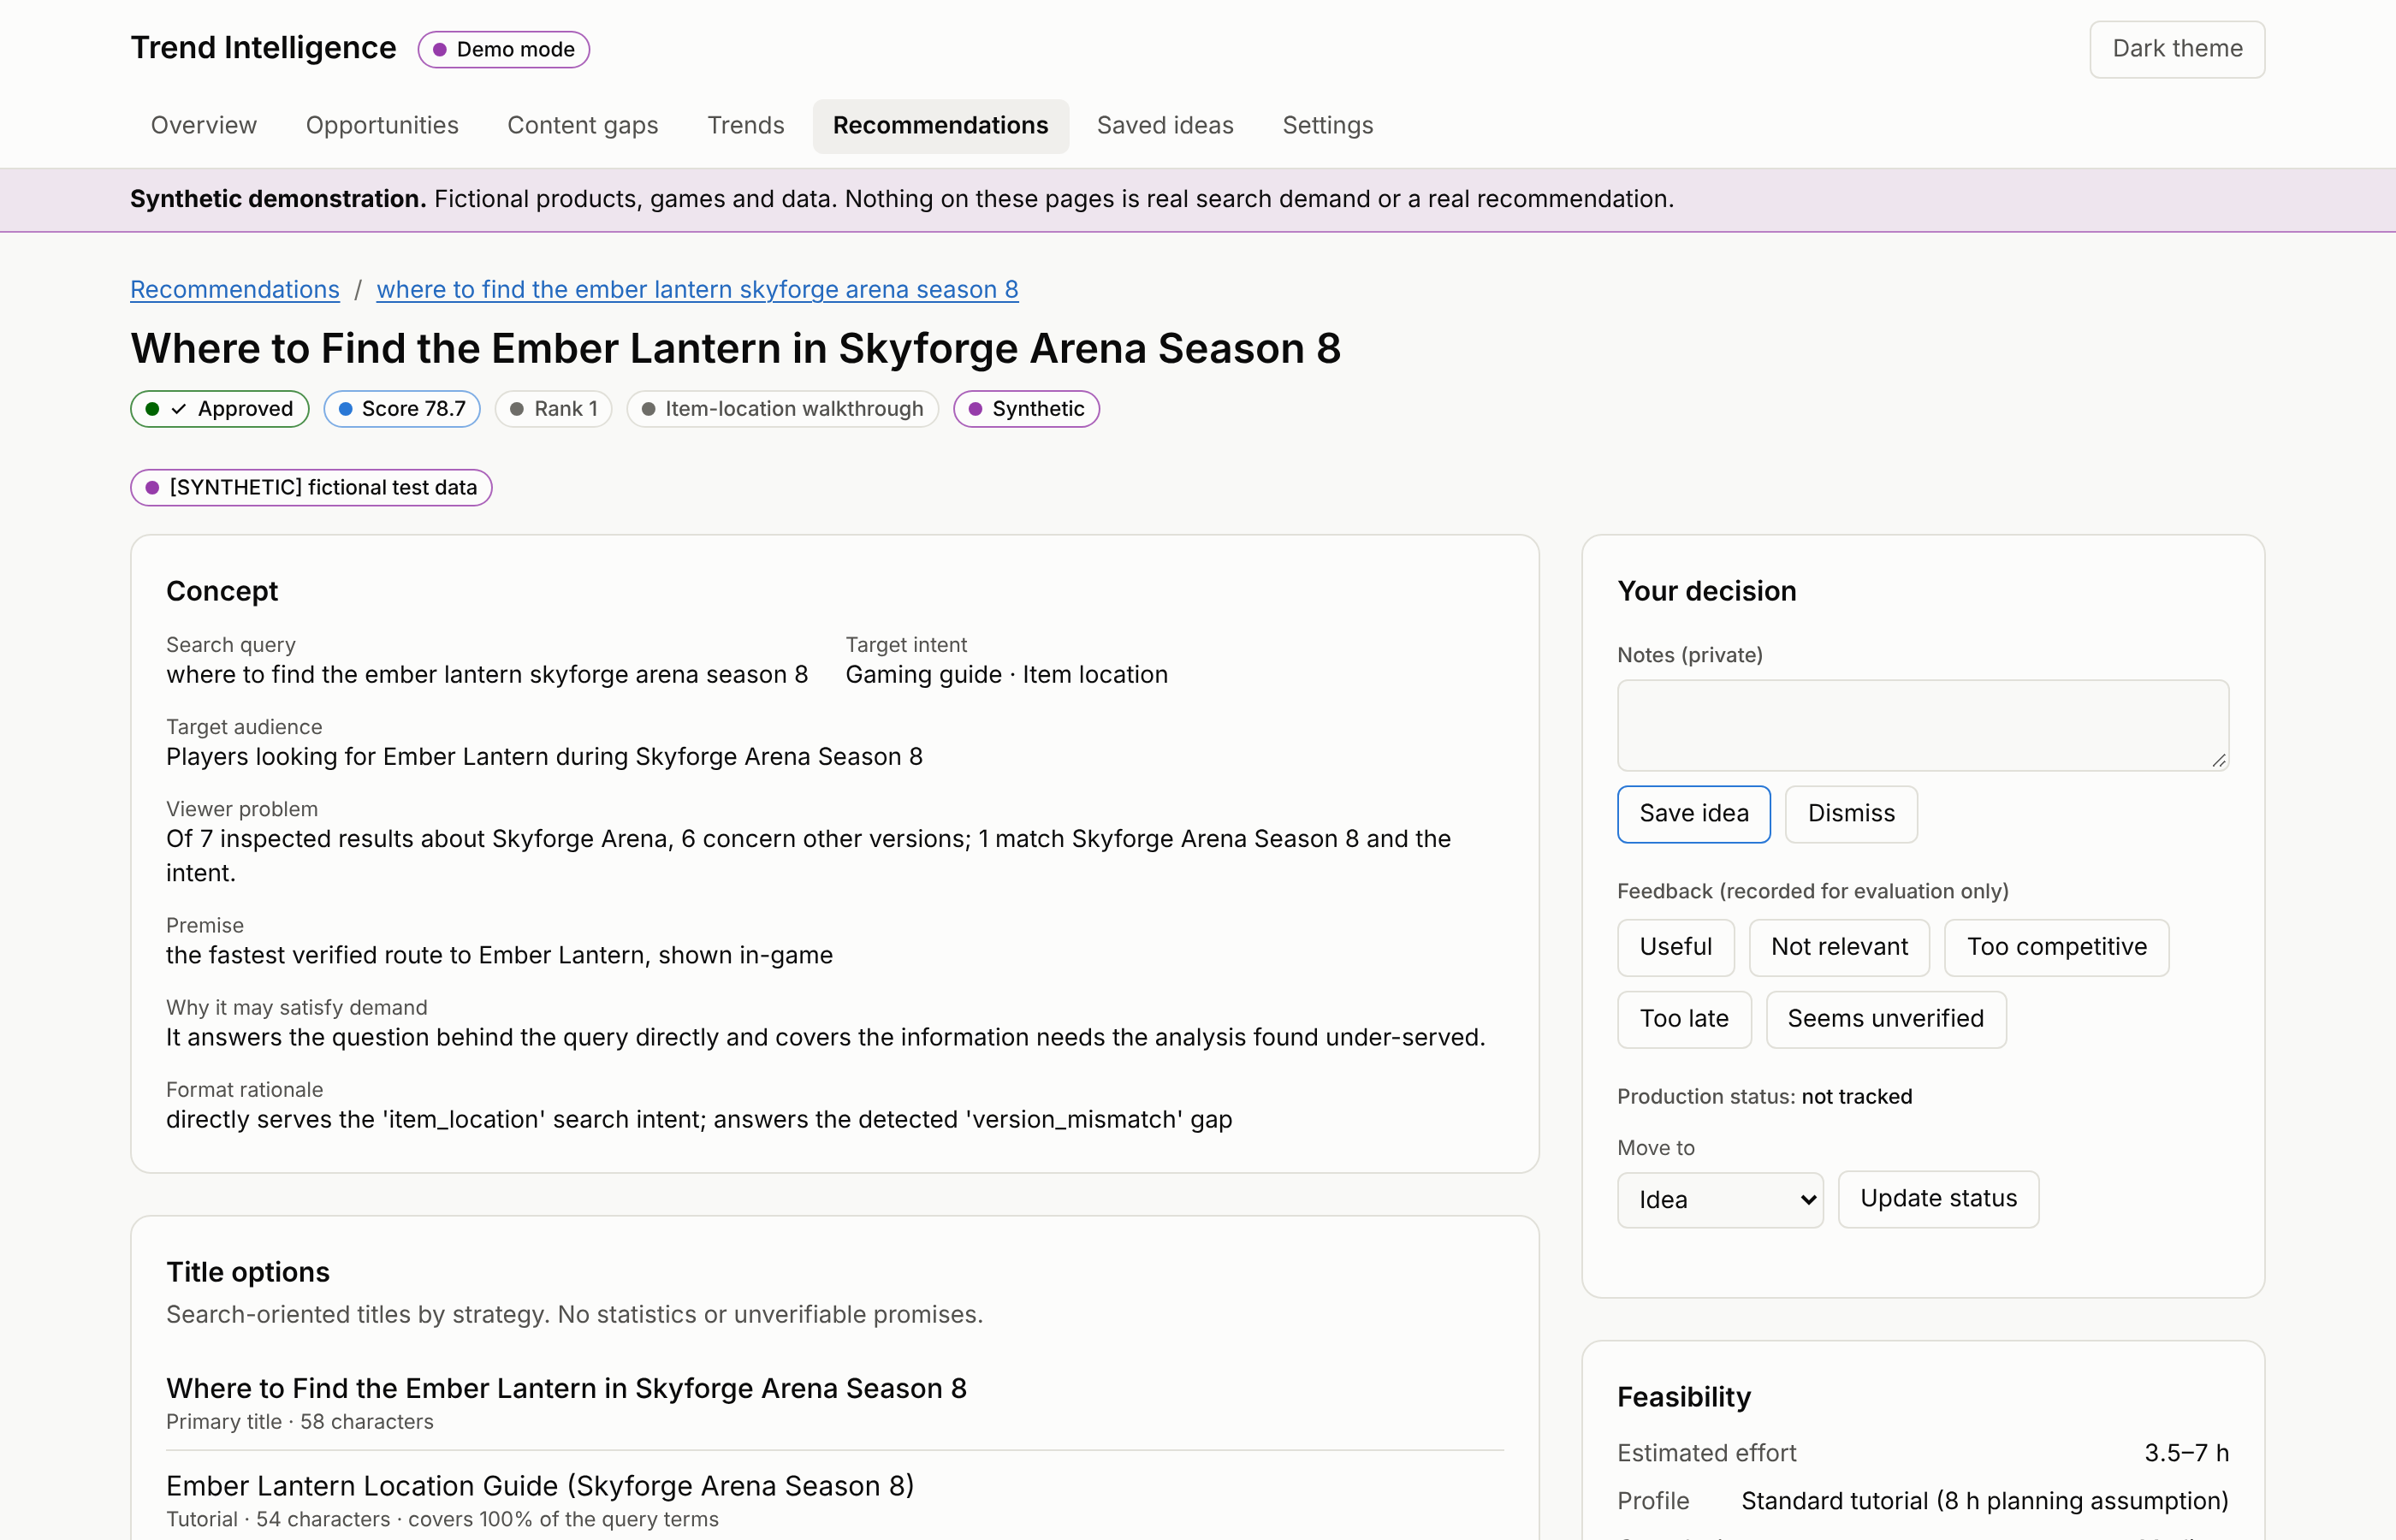 Trend Intelligence
Demo mode
Dark theme
Overview
Opportunities
Content gaps
Trends
Recommendations
Saved ideas
Settings
Synthetic demonstration. Fictional products, games and data. Nothing on these pages is real search demand or a real recommendation.
Recommendations / where to find the ember lantern skyforge arena season 8
Where to Find the Ember Lantern in Skyforge Arena Season 8
✓ Approved
Score 78.7
Rank 1
Item-location walkthrough
Synthetic
[SYNTHETIC] fictional test data
Concept
Search query
where to find the ember lantern skyforge arena season 8
Target intent
Gaming guide · Item location
Target audience
Players looking for Ember Lantern during Skyforge Arena Season 8
Viewer problem
Of 7 inspected results about Skyforge Arena, 6 concern other versions; 1 match Skyforge Arena Season 8 and the
intent.
Premise
the fastest verified route to Ember Lantern, shown in-game
Why it may satisfy demand
It answers the question behind the query directly and covers the information needs the analysis found under-served.
Format rationale
directly serves the 'item_location' search intent; answers the detected 'version_mismatch' gap
Title options
Search-oriented titles by strategy. No statistics or unverifiable promises.
Where to Find the Ember Lantern in Skyforge Arena Season 8
Primary title · 58 characters
Ember Lantern Location Guide (Skyforge Arena Season 8)
Tutorial · 54 characters · covers 100% of the query terms
Your decision
Notes (private)
Save idea
Dismiss
Feedback (recorded for evaluation only)
Useful
Not relevant
Too competitive
Too late
Seems unverified
Production status: not tracked
Move to
Idea
Update status
Feasibility
Estimated effort
3.5–7 h
Profile
Standard tutorial (8 h planning assumption)